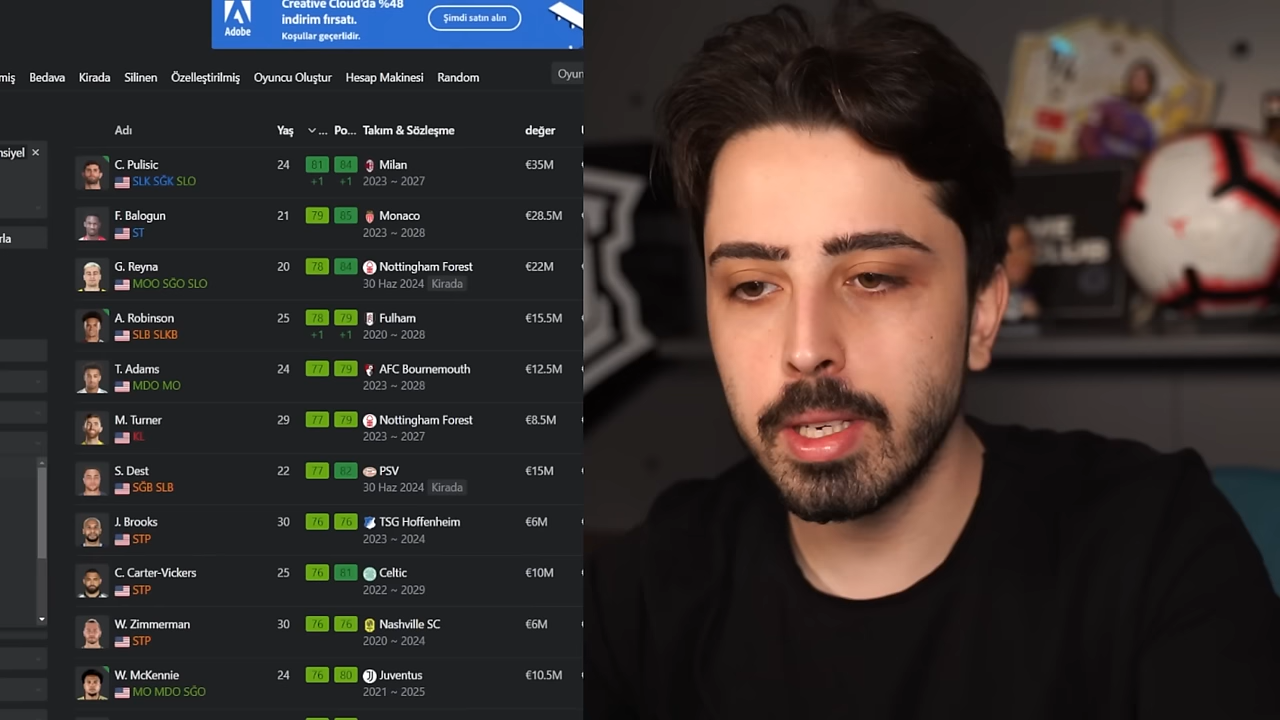 Creative Cloud'da %48
indirim fırsatı.
Koşullar geçerlidir.
Adobe
Şimdi satın alın
miş Bedava Kirada Silinen Özelleştirilmiş Oyuncu Oluştur Hesap Makinesi Random
Oyun
Adı Yaş ... Po... Takım & Sözleşme değer
nsiyel ×
rla
C. Pulisic 24 81 84 Milan €35M
SLK SĞK SLO +1 +1 2023 ~ 2027
F. Balogun 21 79 85 Monaco €28.5M
ST 2023 ~ 2028
G. Reyna 20 78 84 Nottingham Forest €22M
MOO SĞO SLO 30 Haz 2024 Kirada
A. Robinson 25 78 79 Fulham €15.5M
SLB SLKB +1 +1 2020 ~ 2028
T. Adams 24 77 79 AFC Bournemouth €12.5M
MDO MO 2023 ~ 2028
M. Turner 29 77 79 Nottingham Forest €8.5M
KL 2023 ~ 2027
S. Dest 22 77 82 PSV €15M
SĞB SLB 30 Haz 2024 Kirada
J. Brooks 30 76 76 TSG Hoffenheim €6M
STP 2023 ~ 2024
C. Carter-Vickers 25 76 81 Celtic €10M
STP 2022 ~ 2029
W. Zimmerman 30 76 76 Nashville SC €6M
STP 2020 ~ 2024
W. McKennie 24 76 80 Juventus €10.5M
MO MDO SĞO 2021 ~ 2025